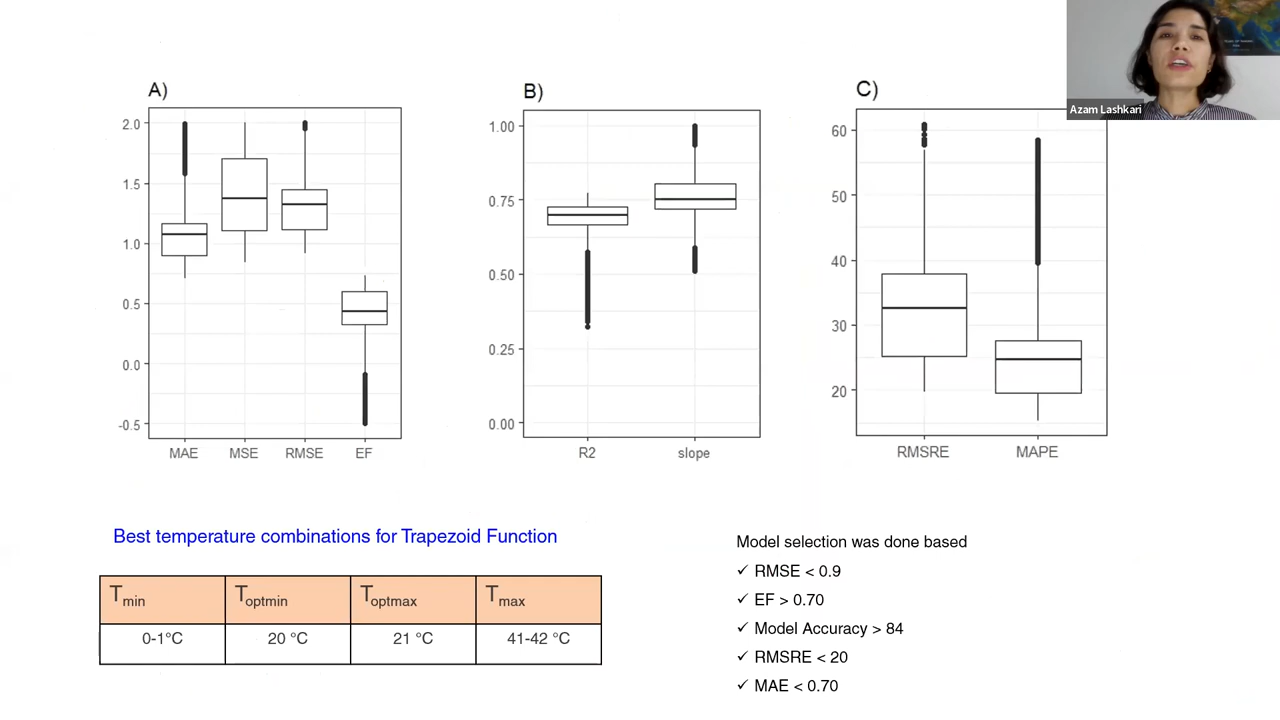 Azam Lashkari
A)
2.0
1.5
1.0
0.5
0.0
-0.5
MAE MSE RMSE EF
B)
1.00
0.75
0.50
0.25
0.00
R2 slope
C)
60
50
40
30
20
RMSRE MAPE
Best temperature combinations for Trapezoid Function
Tmin Toptmin Toptmax Tmax
0-1°C 20 °C 21 °C 41-42 °C
Model selection was done based
✓ RMSE < 0.9
✓ EF > 0.70
✓ Model Accuracy > 84
✓ RMSRE < 20
✓ MAE < 0.70